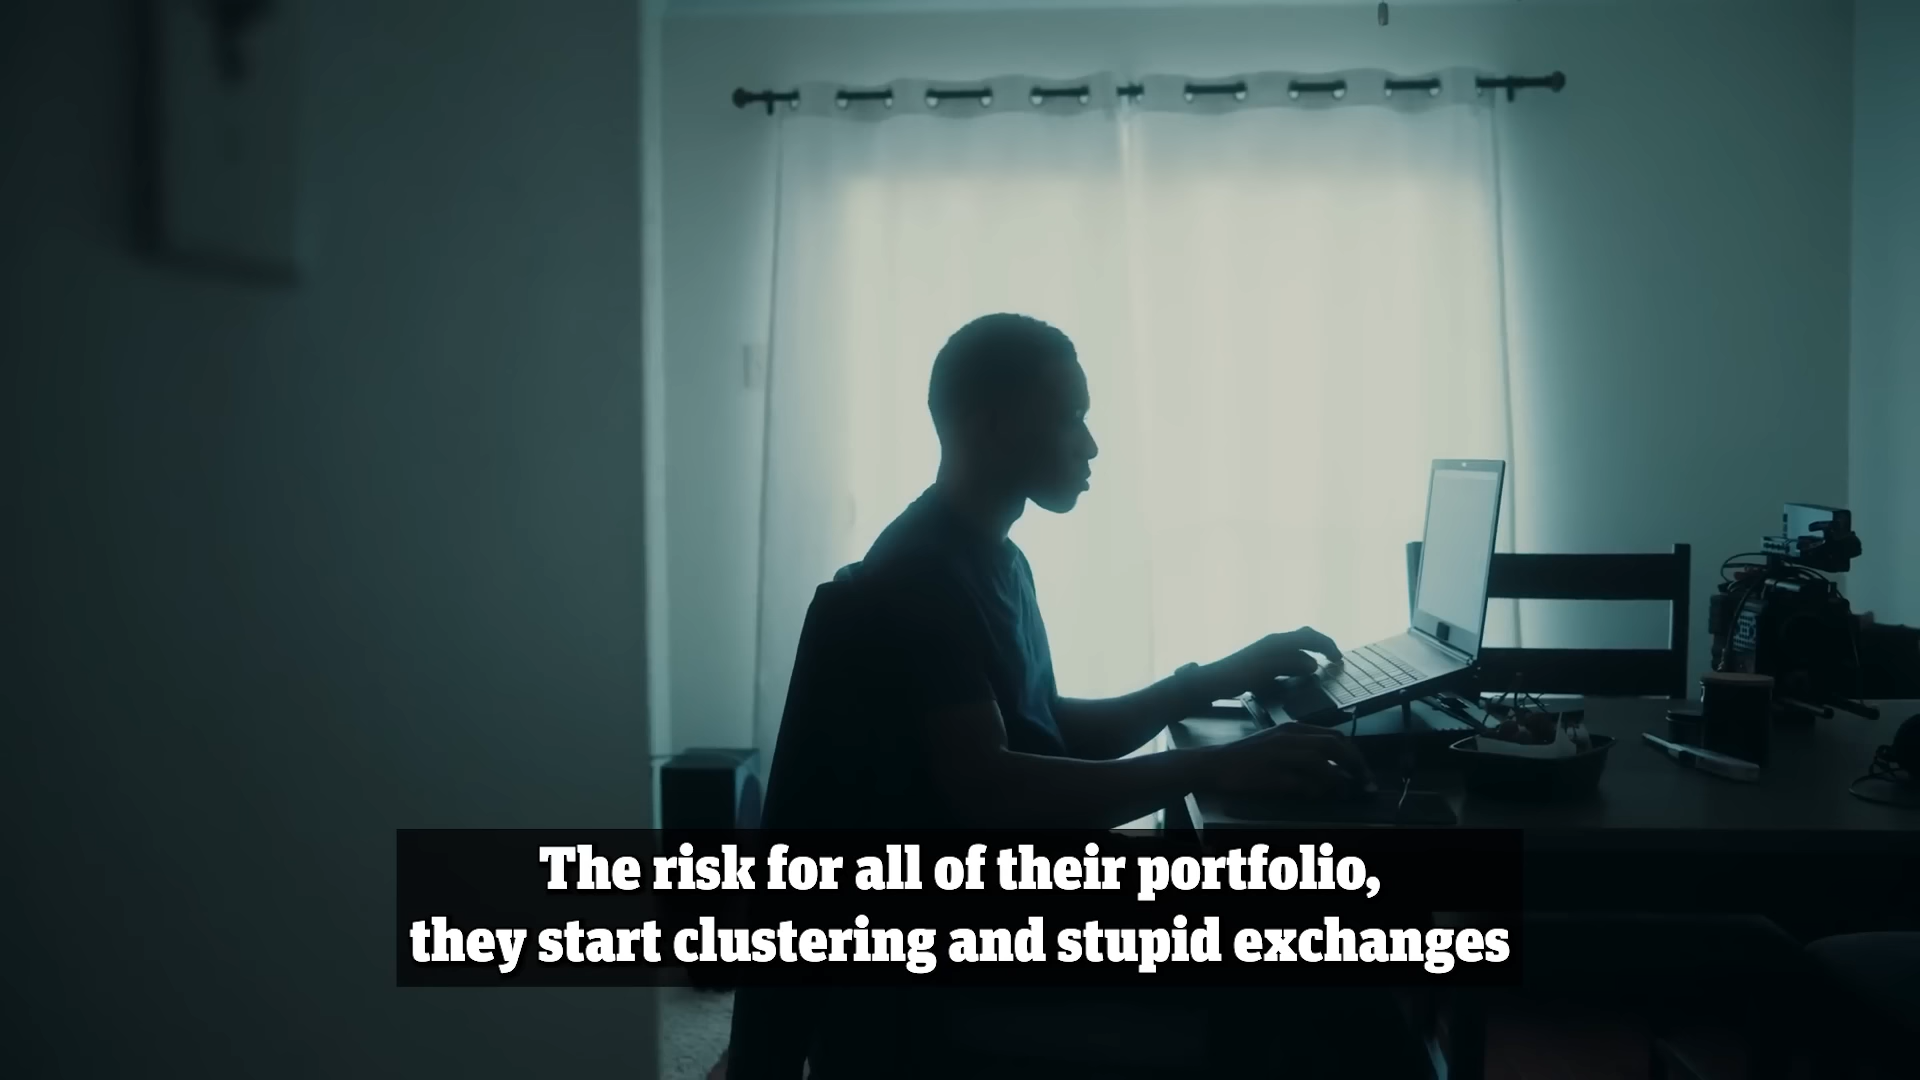 The risk for all of their portfolio,
they start clustering and stupid exchanges